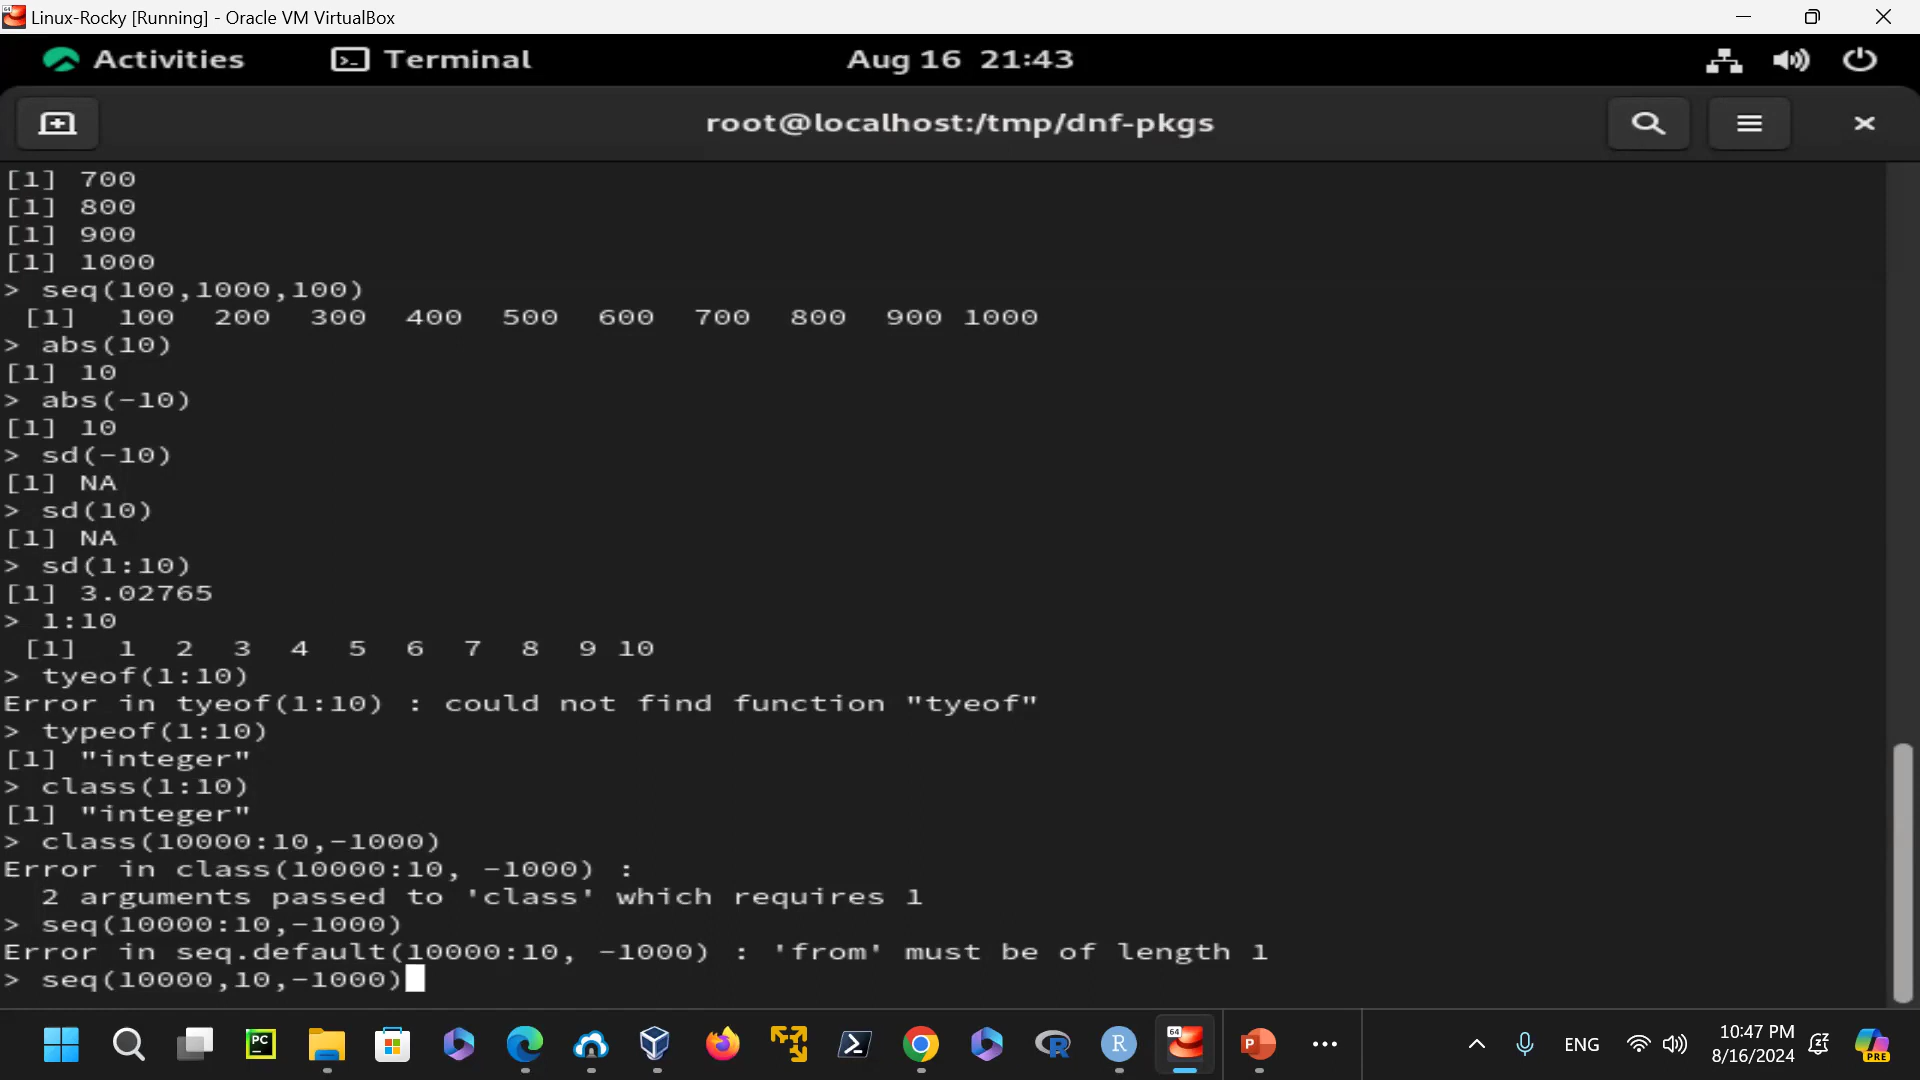 Linux-Rocky [Running] - Oracle VM VirtualBox
Activities Terminal Aug 16 21:43
root@localhost:/tmp/dnf-pkgs
[1] 700
[1] 800
[1] 900
[1] 1000
> seq(100,1000,100)
 [1]  100  200  300  400  500  600  700  800  900 1000
> abs(10)
[1] 10
> abs(-10)
[1] 10
> sd(-10)
[1] NA
> sd(10)
[1] NA
> sd(1:10)
[1] 3.02765
> 1:10
 [1]  1  2  3  4  5  6  7  8  9 10
> tyeof(1:10)
Error in tyeof(1:10) : could not find function "tyeof"
> typeof(1:10)
[1] "integer"
> class(1:10)
[1] "integer"
> class(10000:10,-1000)
Error in class(10000:10, -1000) :
  2 arguments passed to 'class' which requires 1
> seq(10000:10,-1000)
Error in seq.default(10000:10, -1000) : 'from' must be of length 1
> seq(10000,10,-1000)
PC
64
R
R
P
ENG
10:47 PM
8/16/2024
PRE